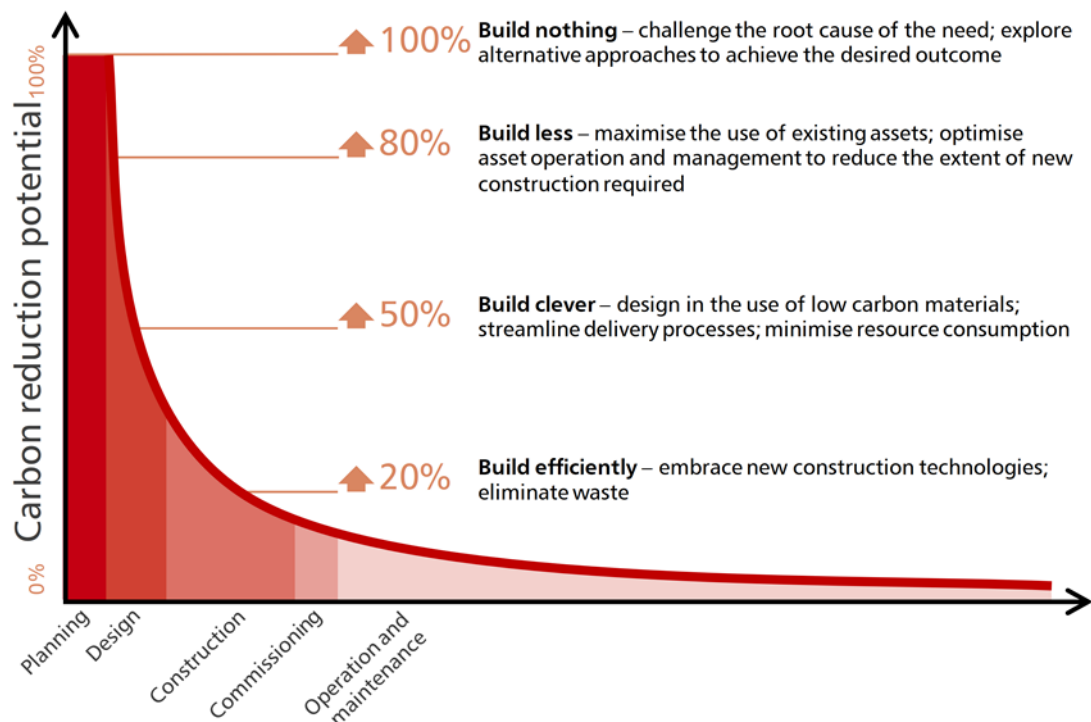 Carbon reduction potential
100%
0%
100%
Build nothing – challenge the root cause of the need; explore
alternative approaches to achieve the desired outcome
80%
Build less – maximise the use of existing assets; optimise
asset operation and management to reduce the extent of new
construction required
50%
Build clever – design in the use of low carbon materials;
streamline delivery processes; minimise resource consumption
20%
Build efficiently – embrace new construction technologies;
eliminate waste
Planning
Design
Construction
Commissioning
Operation and
maintenance